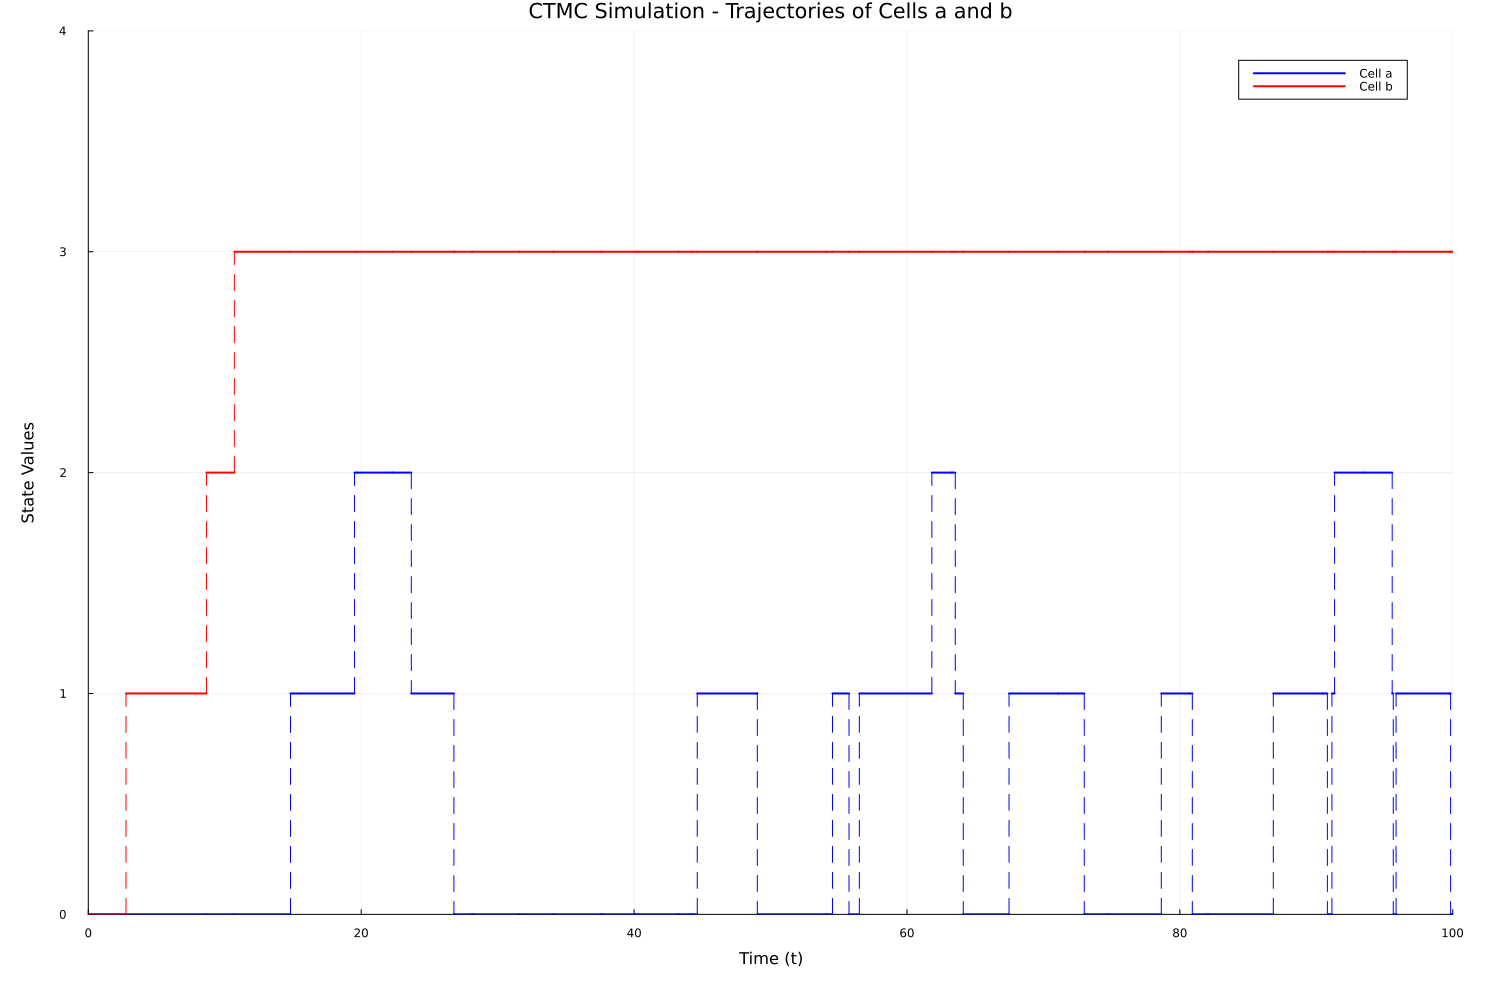 CTMC Simulation - Trajectories of Cells a and b
4
Cell a
Cell b
3
State Values
2
1
0
0 20 40 60 80 100
Time (t)